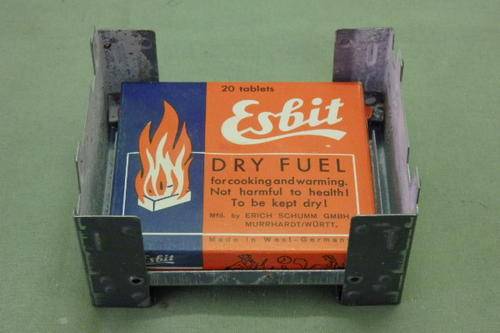 20 tablets
Esbit
DRY FUEL
for cooking and warming.
Not harmful to health!
To be kept dry!
Mfd. by ERICH SCHUMM GMBH
MURRHARDT/WÜRTT.
Made in West-Germany
Esbit